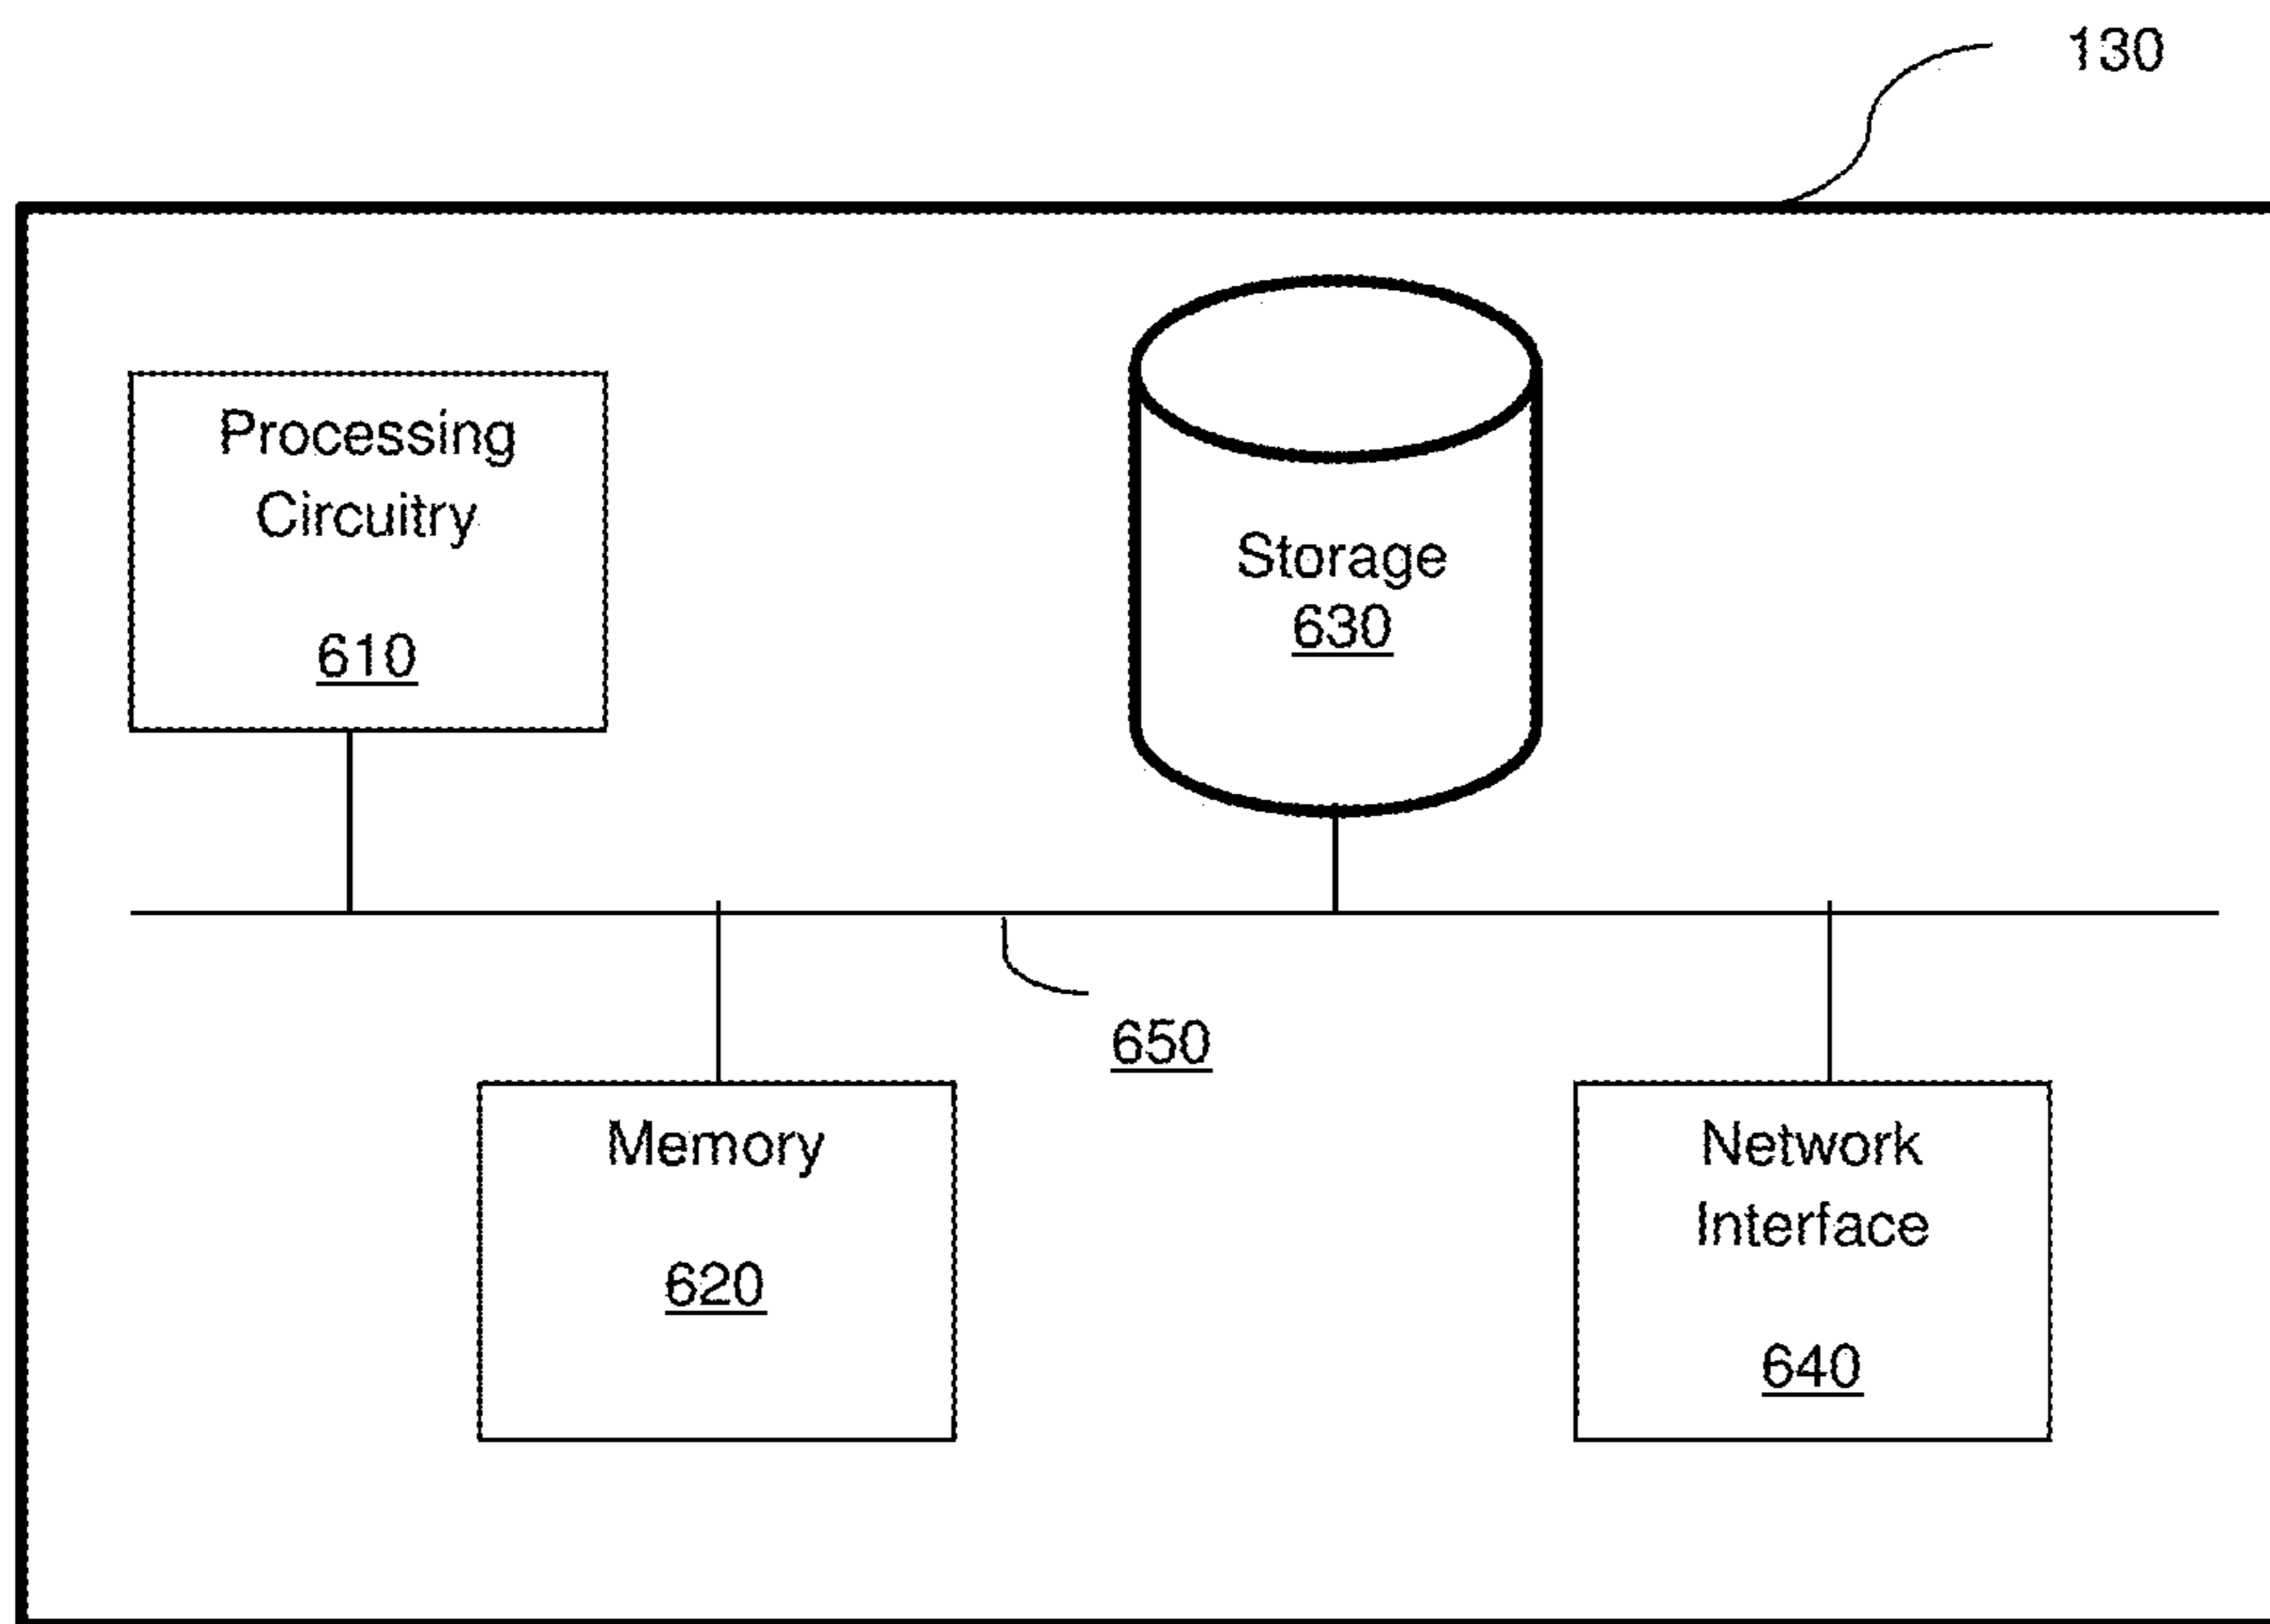 130
Processing
Circuitry
610
Storage
630
650
Memory
620
Network
Interface
640